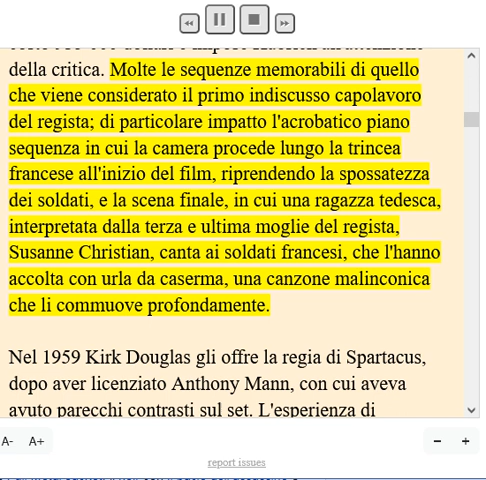 della critica. Molte le sequenze memorabili di quello
che viene considerato il primo indiscusso capolavoro
del regista; di particolare impatto l'acrobatico piano
sequenza in cui la camera procede lungo la trincea
francese all'inizio del film, riprendendo la spossatezza
dei soldati, e la scena finale, in cui una ragazza tedesca,
interpretata dalla terza e ultima moglie del regista,
Susanne Christian, canta ai soldati francesi, che l'hanno
accolta con urla da caserma, una canzone malinconica
che li commuove profondamente.
Nel 1959 Kirk Douglas gli offre la regia di Spartacus,
dopo aver licenziato Anthony Mann, con cui aveva
avuto parecchi contrasti sul set. L'esperienza di
A- A+ − +
report issues